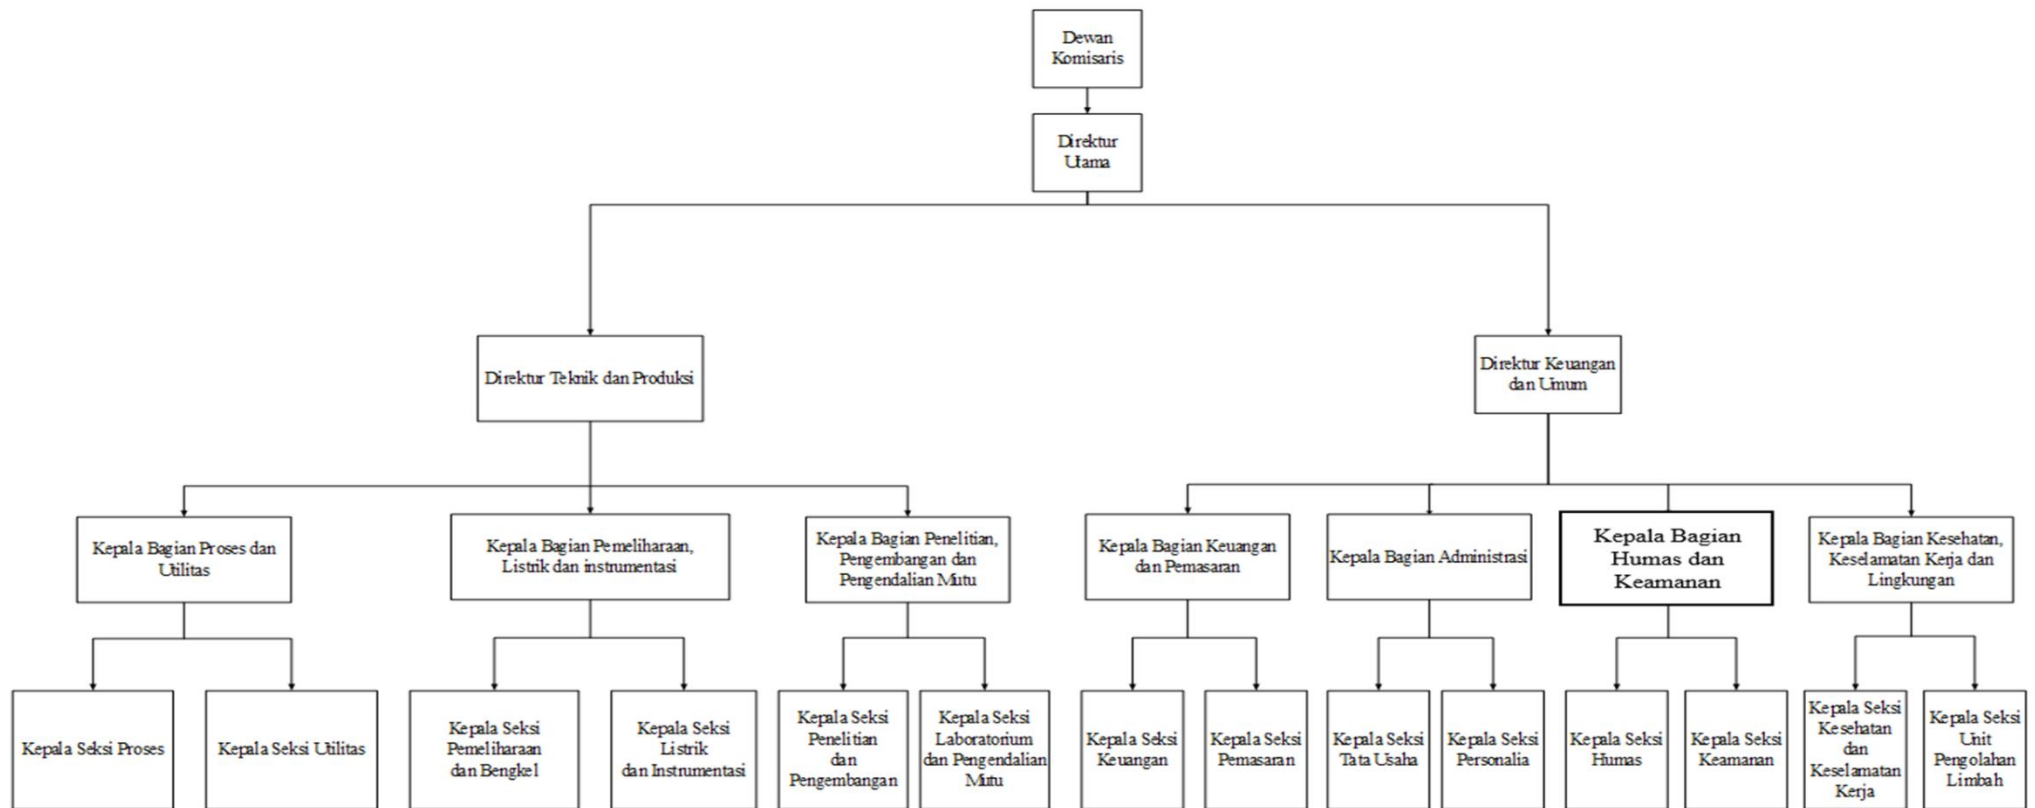 Dewan
Komisaris
Direktur
Utama
Direktur Teknik dan Produksi
Direktur Keuangan
dan Umum
Kepala Bagian Proses dan
Utilitas
Kepala Bagian Pemeliharaan,
Listrik dan instrumentasi
Kepala Bagian Penelitian,
Pengembangan dan
Pengendalian Mutu
Kepala Bagian Keuangan
dan Pemasaran
Kepala Bagian Administrasi
Kepala Bagian
Humas dan
Keamanan
Kepala Bagian Kesehatan,
Keselamatan Kerja dan
Lingkungan
Kepala Seksi Proses
Kepala Seksi Utilitas
Kepala Seksi
Pemeliharaan
dan Bengkel
Kepala Seksi
Listrik
dan Instrumentasi
Kepala Seksi
Penelitian
dan
Pengembangan
Kepala Seksi
Laboratorium
dan Pengendalian
Mutu
Kepala Seksi
Keuangan
Kepala Seksi
Pemasaran
Kepala Seksi
Tata Usaha
Kepala Seksi
Personalia
Kepala Seksi
Humas
Kepala Seksi
Keamanan
Kepala Seksi
Kesehatan
dan
Keselamatan
Kerja
Kepala Seksi
Unit
Pengolahan
Limbah